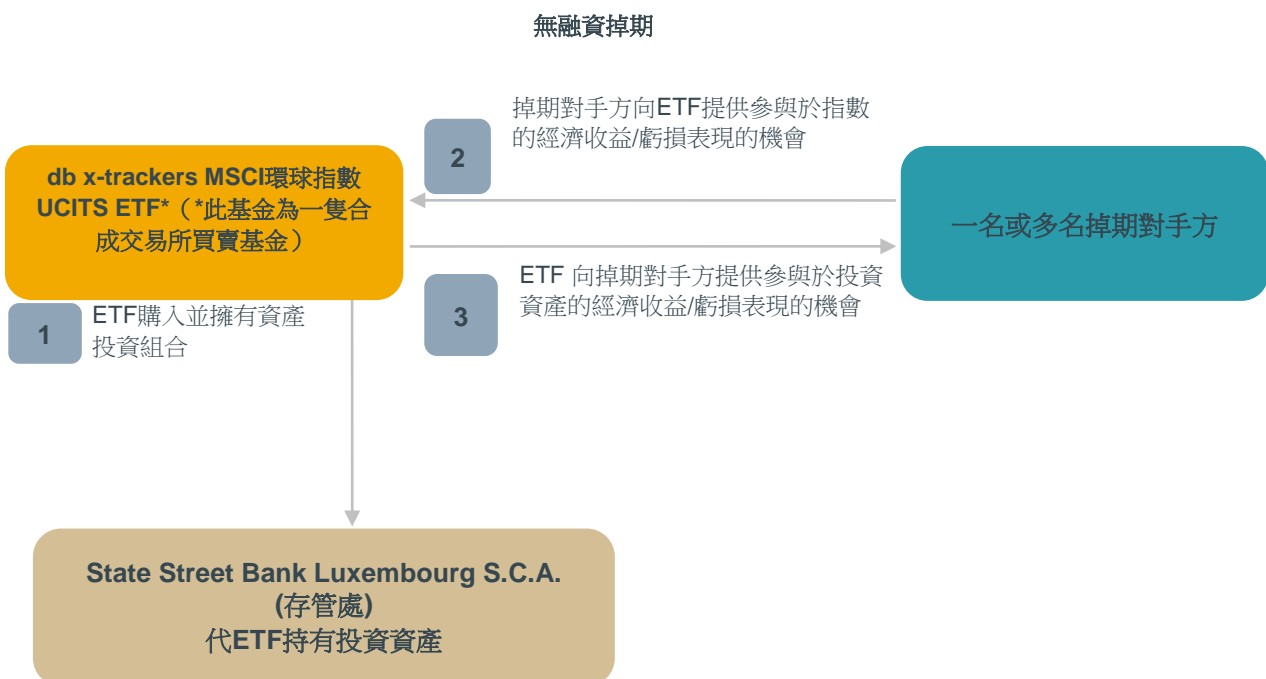 無融資掉期
掉期對手方向ETF提供參與於指數
的經濟收益/虧損表現的機會
2
db x-trackers MSCI環球指數
UCITS ETF*（*此基金為一隻合
成交易所買賣基金）
一名或多名掉期對手方
ETF 向掉期對手方提供參與於投資
資產的經濟收益/虧損表現的機會
3
1
ETF購入並擁有資產
投資組合
State Street Bank Luxembourg S.C.A.
(存管處)
代ETF持有投資資產